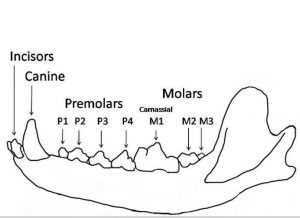 Incisors
Canine
Premolars
Molars
Carnassial
P1 P2 P3 P4 M1 M2 M3